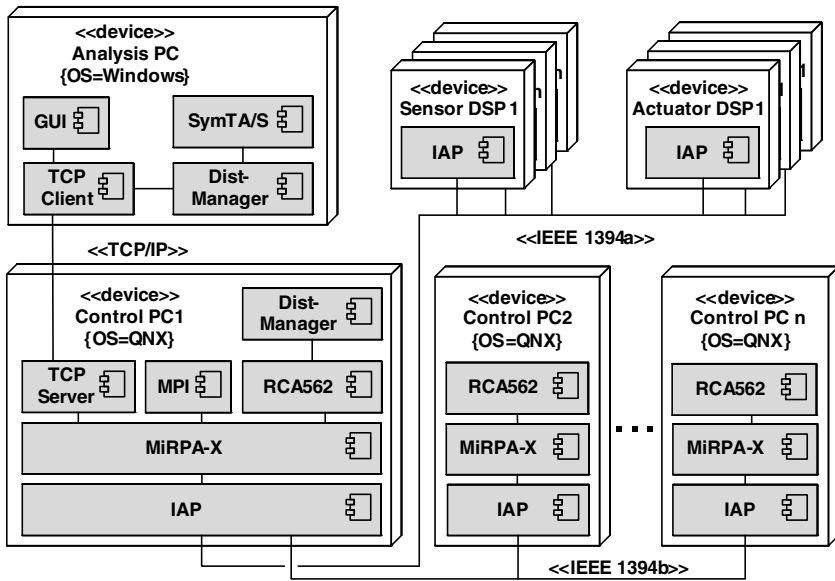 <<device>>
Analysis PC
{OS=Windows}
GUI
SymTA/S
TCP
Client
Dist-
Manager
<<device>>
Sensor DSP1
IAP
n
<<device>>
Actuator DSP1
IAP
<<TCP/IP>>
<<IEEE 1394a>>
<<device>>
Control PC1
{OS=QNX}
Dist-
Manager
TCP
Server
MPI
RCA562
MiRPA-X
IAP
<<device>>
Control PC2
{OS=QNX}
RCA562
MiRPA-X
IAP
...
<<device>>
Control PC n
{OS=QNX}
RCA562
MiRPA-X
IAP
<<IEEE 1394b>>